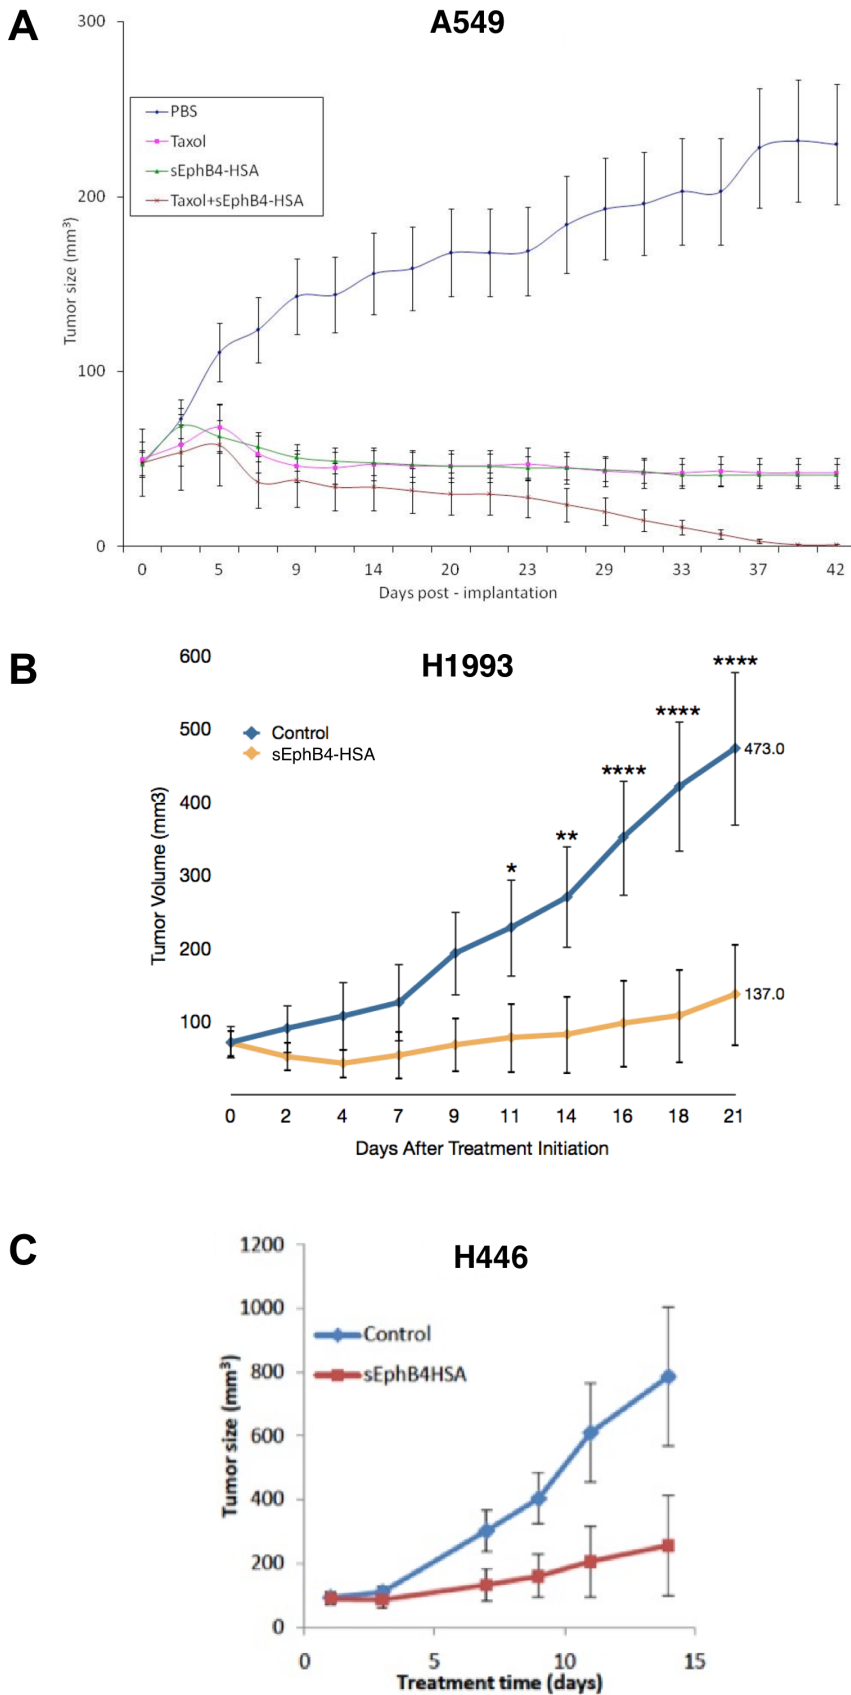 A
A549
300
PBS
Taxol
sEphB4-HSA
Taxol+sEphB4-HSA
200
Tumor size (mm³)
100
0
0 5 9 14 20 23 29 33 37 42
Days post - implantation
B
H1993
600
****
500
****
Control
sEphB4-HSA
473.0
****
400
**
*
300
Tumor Volume (mm3)
200
137.0
100
0 2 4 7 9 11 14 16 18 21
Days After Treatment Initiation
C
H446
1200
1000
Control
sEphB4HSA
800
Tumor size (mm³)
600
400
200
0
0 5 10 15
Treatment time (days)